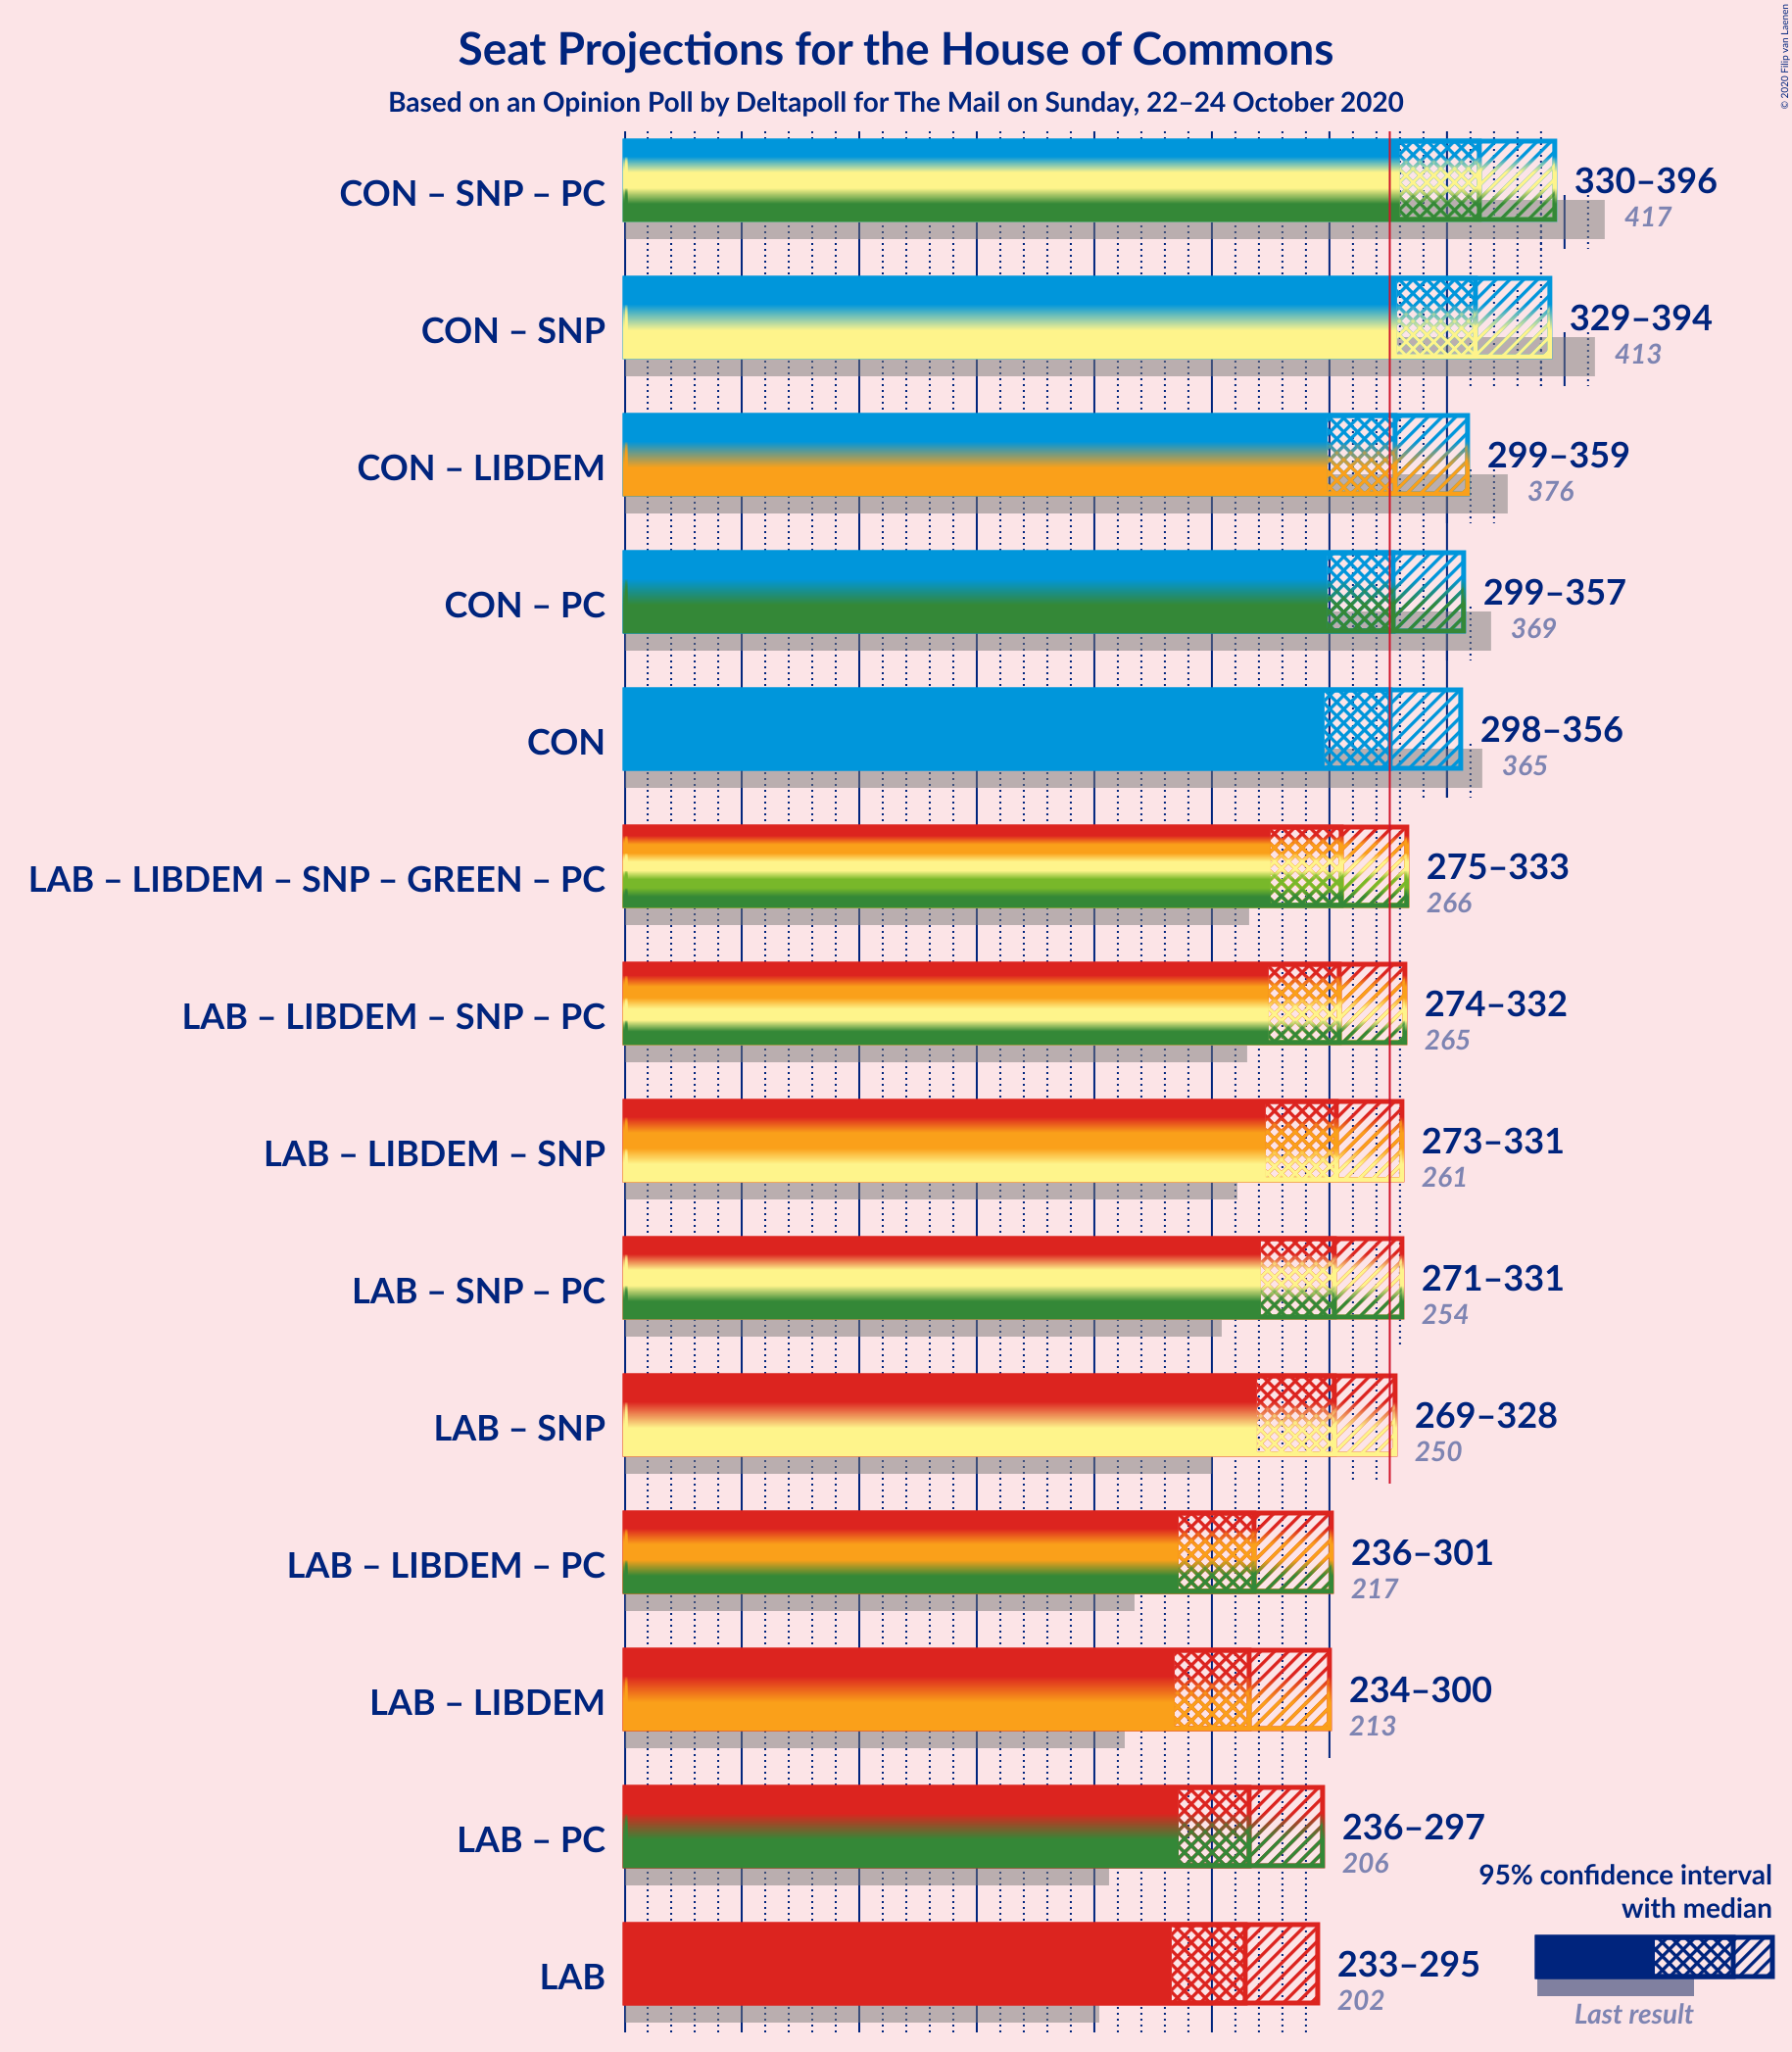 Seat Projections for the House of Commons
Based on an Opinion Poll by Deltapoll for The Mail on Sunday, 22–24 October 2020
© 2020 Filip van Laenen
CON – SNP – PC
330–396
417
CON – SNP
329–394
413
CON – LIBDEM
299–359
376
CON – PC
299–357
369
CON
298–356
365
LAB – LIBDEM – SNP – GREEN – PC
275–333
266
LAB – LIBDEM – SNP – PC
274–332
265
LAB – LIBDEM – SNP
273–331
261
LAB – SNP – PC
271–331
254
LAB – SNP
269–328
250
LAB – LIBDEM – PC
236–301
217
LAB – LIBDEM
234–300
213
LAB – PC
236–297
206
LAB
233–295
202
95% confidence interval
with median
Last result